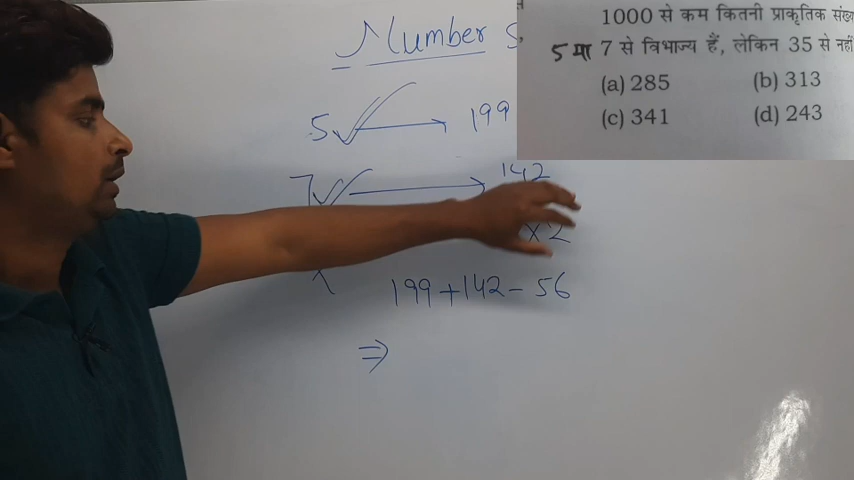 Number S
1000 से कम कितनी प्राकृतिक संख्य
5 या 7 से विभाज्य हैं, लेकिन 35 से नहीं
(a) 285 (b) 313
(c) 341 (d) 243
5 ✓ → 199
7 ✓ → 142
×2
199+142-56
⇒